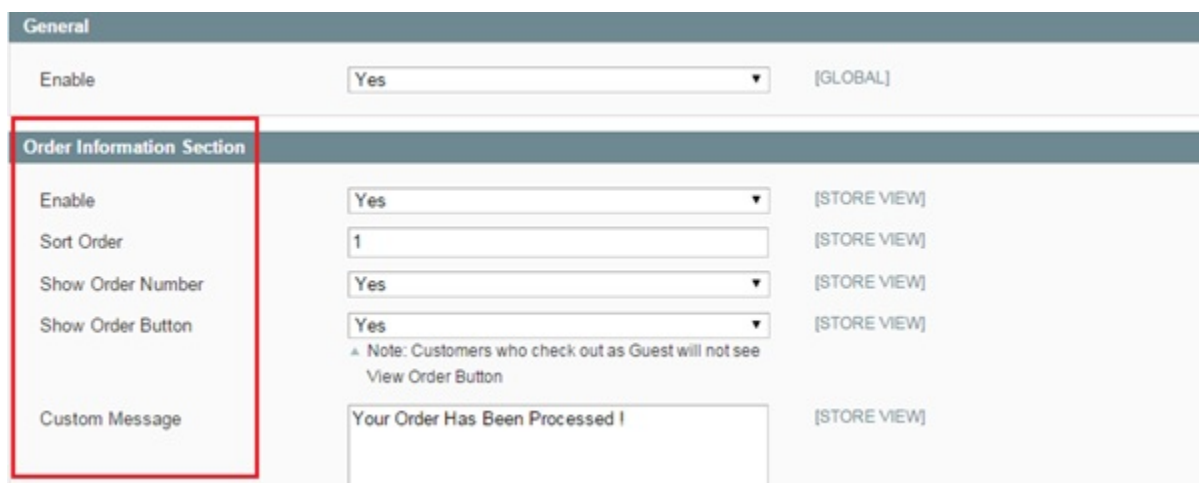 General
Enable Yes [GLOBAL]
Order Information Section
Enable Yes [STORE VIEW]
Sort Order 1 [STORE VIEW]
Show Order Number Yes [STORE VIEW]
Show Order Button Yes [STORE VIEW]
Note: Customers who check out as Guest will not see
View Order Button
Custom Message Your Order Has Been Processed ! [STORE VIEW]